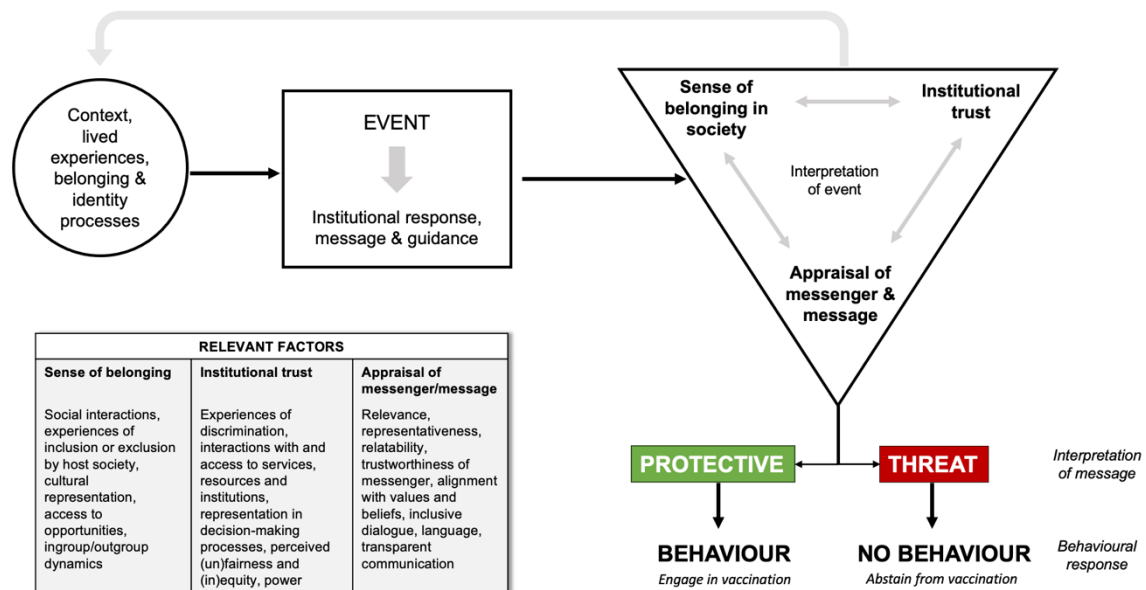 Context,
lived
experiences,
belonging &
identity
processes
EVENT
Institutional response,
message & guidance
Sense of
belonging in
society
Institutional
trust
Interpretation
of event
Appraisal of
messenger &
message
PROTECTIVE
THREAT
Interpretation
of message
BEHAVIOUR
Engage in vaccination
NO BEHAVIOUR
Abstain from vaccination
Behavioural
response
RELEVANT FACTORS
Sense of belonging
Social interactions,
experiences of
inclusion or exclusion
by host society,
cultural
representation,
access to
opportunities,
ingroup/outgroup
dynamics
Institutional trust
Experiences of
discrimination,
interactions with and
access to services,
resources and
institutions,
representation in
decision-making
processes, perceived
(un)fairness and
(in)equity, power
Appraisal of
messenger/message
Relevance,
representativeness,
relatability,
trustworthiness of
messenger, alignment
with values and
beliefs, inclusive
dialogue, language,
transparent
communication